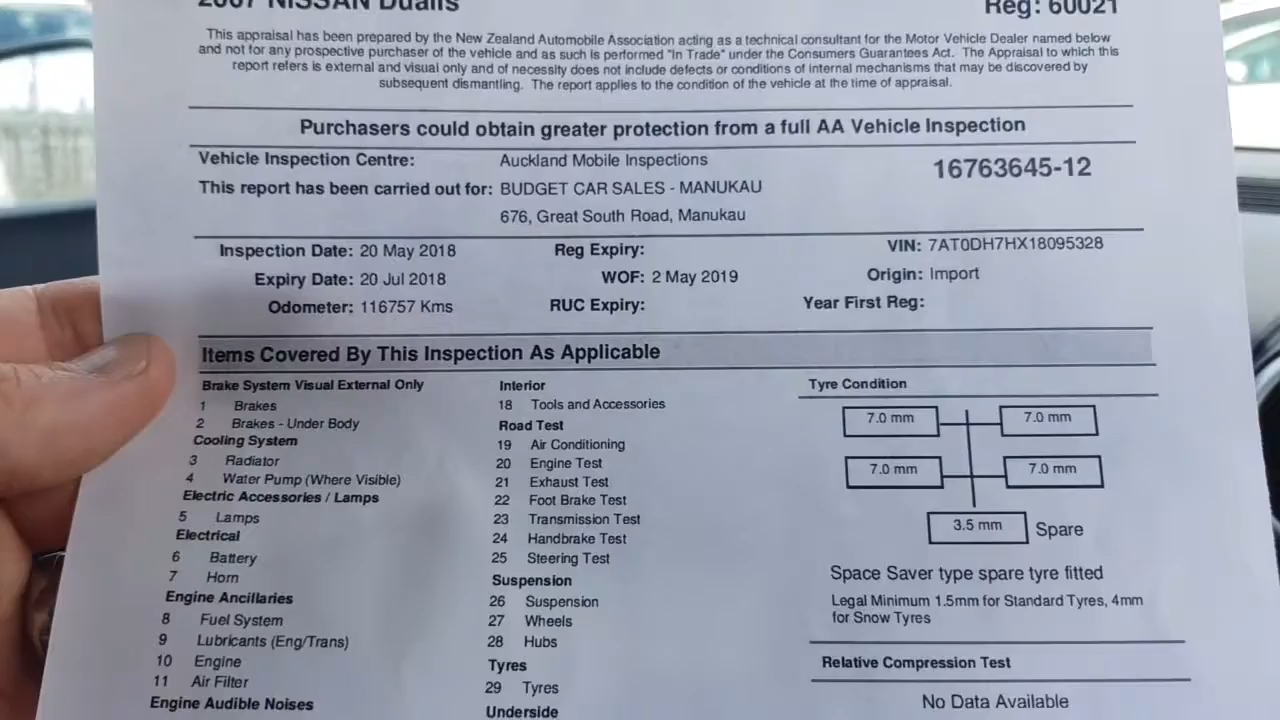 2007 NISSAN Dualis
Reg: 60021
This appraisal has been prepared by the New Zealand Automobile Association acting as a technical consultant for the Motor Vehicle Dealer named below
and not for any prospective purchaser of the vehicle and as such is performed "In Trade" under the Consumers Guarantees Act. The Appraisal to which this
report refers is external and visual only and of necessity does not include defects or conditions of internal mechanisms that may be discovered by
subsequent dismantling. The report applies to the condition of the vehicle at the time of appraisal.
Purchasers could obtain greater protection from a full AA Vehicle Inspection
Vehicle Inspection Centre: Auckland Mobile Inspections
16763645-12
This report has been carried out for: BUDGET CAR SALES - MANUKAU
676, Great South Road, Manukau
Inspection Date: 20 May 2018
Reg Expiry:
VIN: 7AT0DH7HX18095328
Expiry Date: 20 Jul 2018
WOF: 2 May 2019
Origin: Import
Odometer: 116757 Kms
RUC Expiry:
Year First Reg:
Items Covered By This Inspection As Applicable
Brake System Visual External Only
1 Brakes
2 Brakes - Under Body
Cooling System
3 Radiator
4 Water Pump (Where Visible)
Electric Accessories / Lamps
5 Lamps
Electrical
6 Battery
7 Horn
Engine Ancillaries
8 Fuel System
9 Lubricants (Eng/Trans)
10 Engine
11 Air Filter
Engine Audible Noises
Interior
18 Tools and Accessories
Road Test
19 Air Conditioning
20 Engine Test
21 Exhaust Test
22 Foot Brake Test
23 Transmission Test
24 Handbrake Test
25 Steering Test
Suspension
26 Suspension
27 Wheels
28 Hubs
Tyres
29 Tyres
Underside
Tyre Condition
7.0 mm 7.0 mm
7.0 mm 7.0 mm
3.5 mm Spare
Space Saver type spare tyre fitted
Legal Minimum 1.5mm for Standard Tyres, 4mm
for Snow Tyres
Relative Compression Test
No Data Available